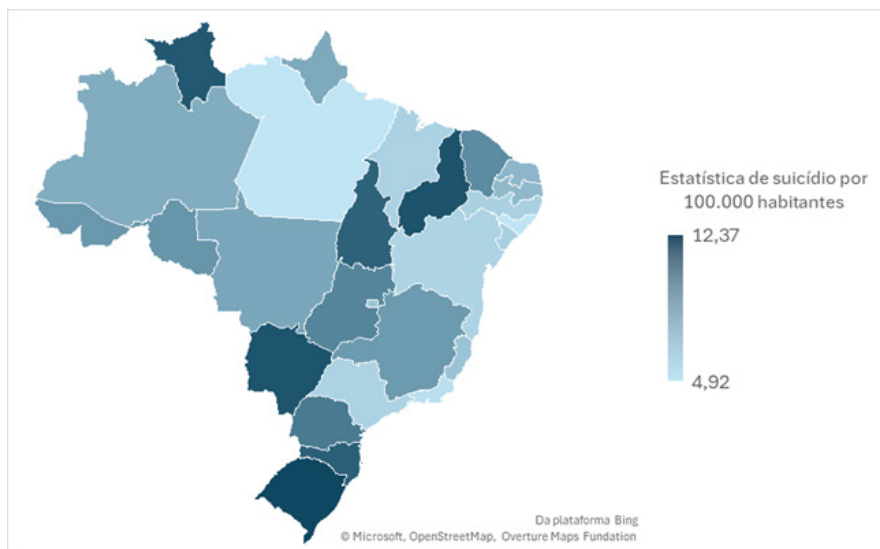 Estatística de suicídio por
100.000 habitantes
12,37
4,92
Da plataforma Bing
© Microsoft, OpenStreetMap, Overture Maps Fundation